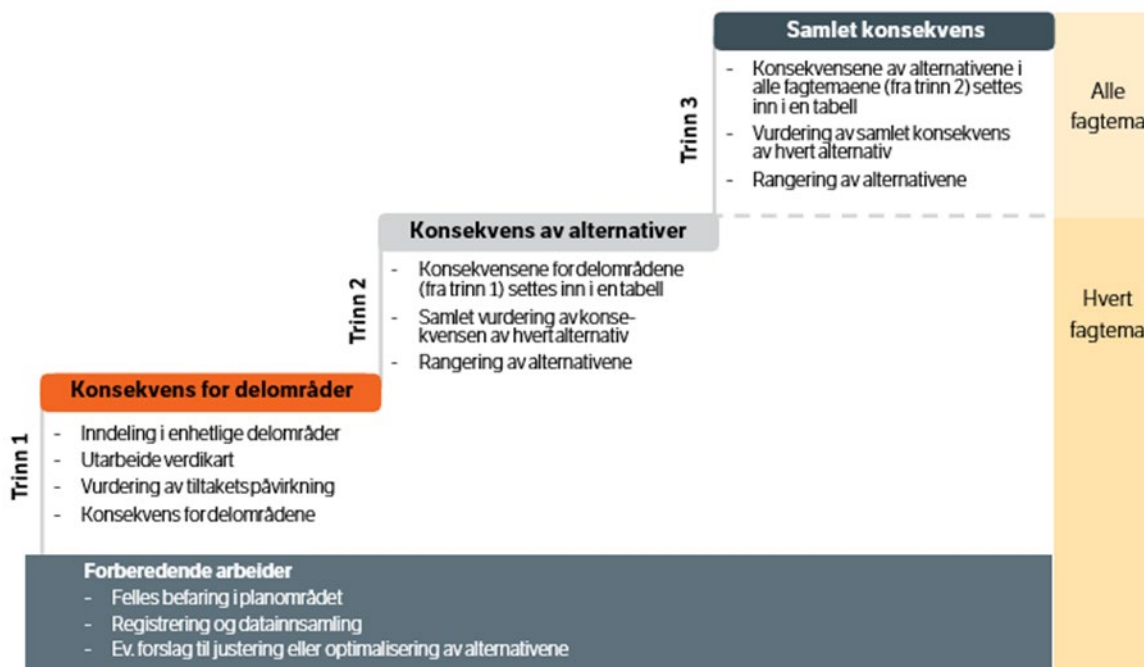 Samlet konsekvens
- Konsekvensene av alternativene i
alle fagtemaene (fra trinn 2) settes
inn i en tabell
- Vurdering av samlet konsekvens
av hvert alternativ
- Rangering av alternativene
Trinn 3
Alle
fagtema
Konsekvens av alternativer
- Konsekvensene for delområdene
(fra trinn 1) settes inn i en tabell
- Samlet vurdering av konse-
kvensen av hvert alternativ
- Rangering av alternativene
Trinn 2
Hvert
fagtema
Konsekvens for delområder
- Inndeling i enhetlige delområder
- Utarbeide verdikart
- Vurdering av tiltakets påvirkning
- Konsekvens for delområdene
Trinn 1
Forberedende arbeider
- Felles befaring i planområdet
- Registrering og datainnsamling
- Ev. forslag til justering eller optimalisering av alternativene